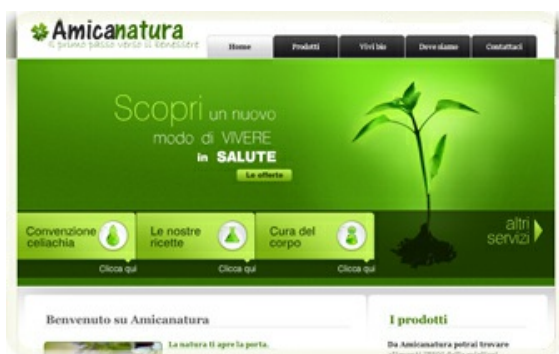 Amicanatura
il primo passo verso il benessere
Home
Prodotti
Vivi bio
Dove siamo
Contattaci
Scopri un nuovo
modo di VIVERE
in SALUTE
Le offerte
Convenzione
celiachia
Le nostre
ricette
Cura del
corpo
altri
servizi
Clicca qui
Clicca qui
Clicca qui
Benvenuto su Amicanatura
I prodotti
La natura ti apre la porta.
Da Amicanatura potrai trovare